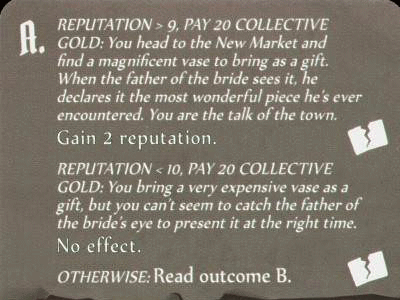 A.
REPUTATION > 9, PAY 20 COLLECTIVE
GOLD: You head to the New Market and
find a magnificent vase to bring as a gift.
When the father of the bride sees it, he
declares it the most wonderful piece he's ever
encountered. You are the talk of the town.
Gain 2 reputation.
REPUTATION < 10, PAY 20 COLLECTIVE
GOLD: You bring a very expensive vase as a
gift, but you can't seem to catch the father of
the bride's eye to present it at the right time.
No effect.
OTHERWISE: Read outcome B.